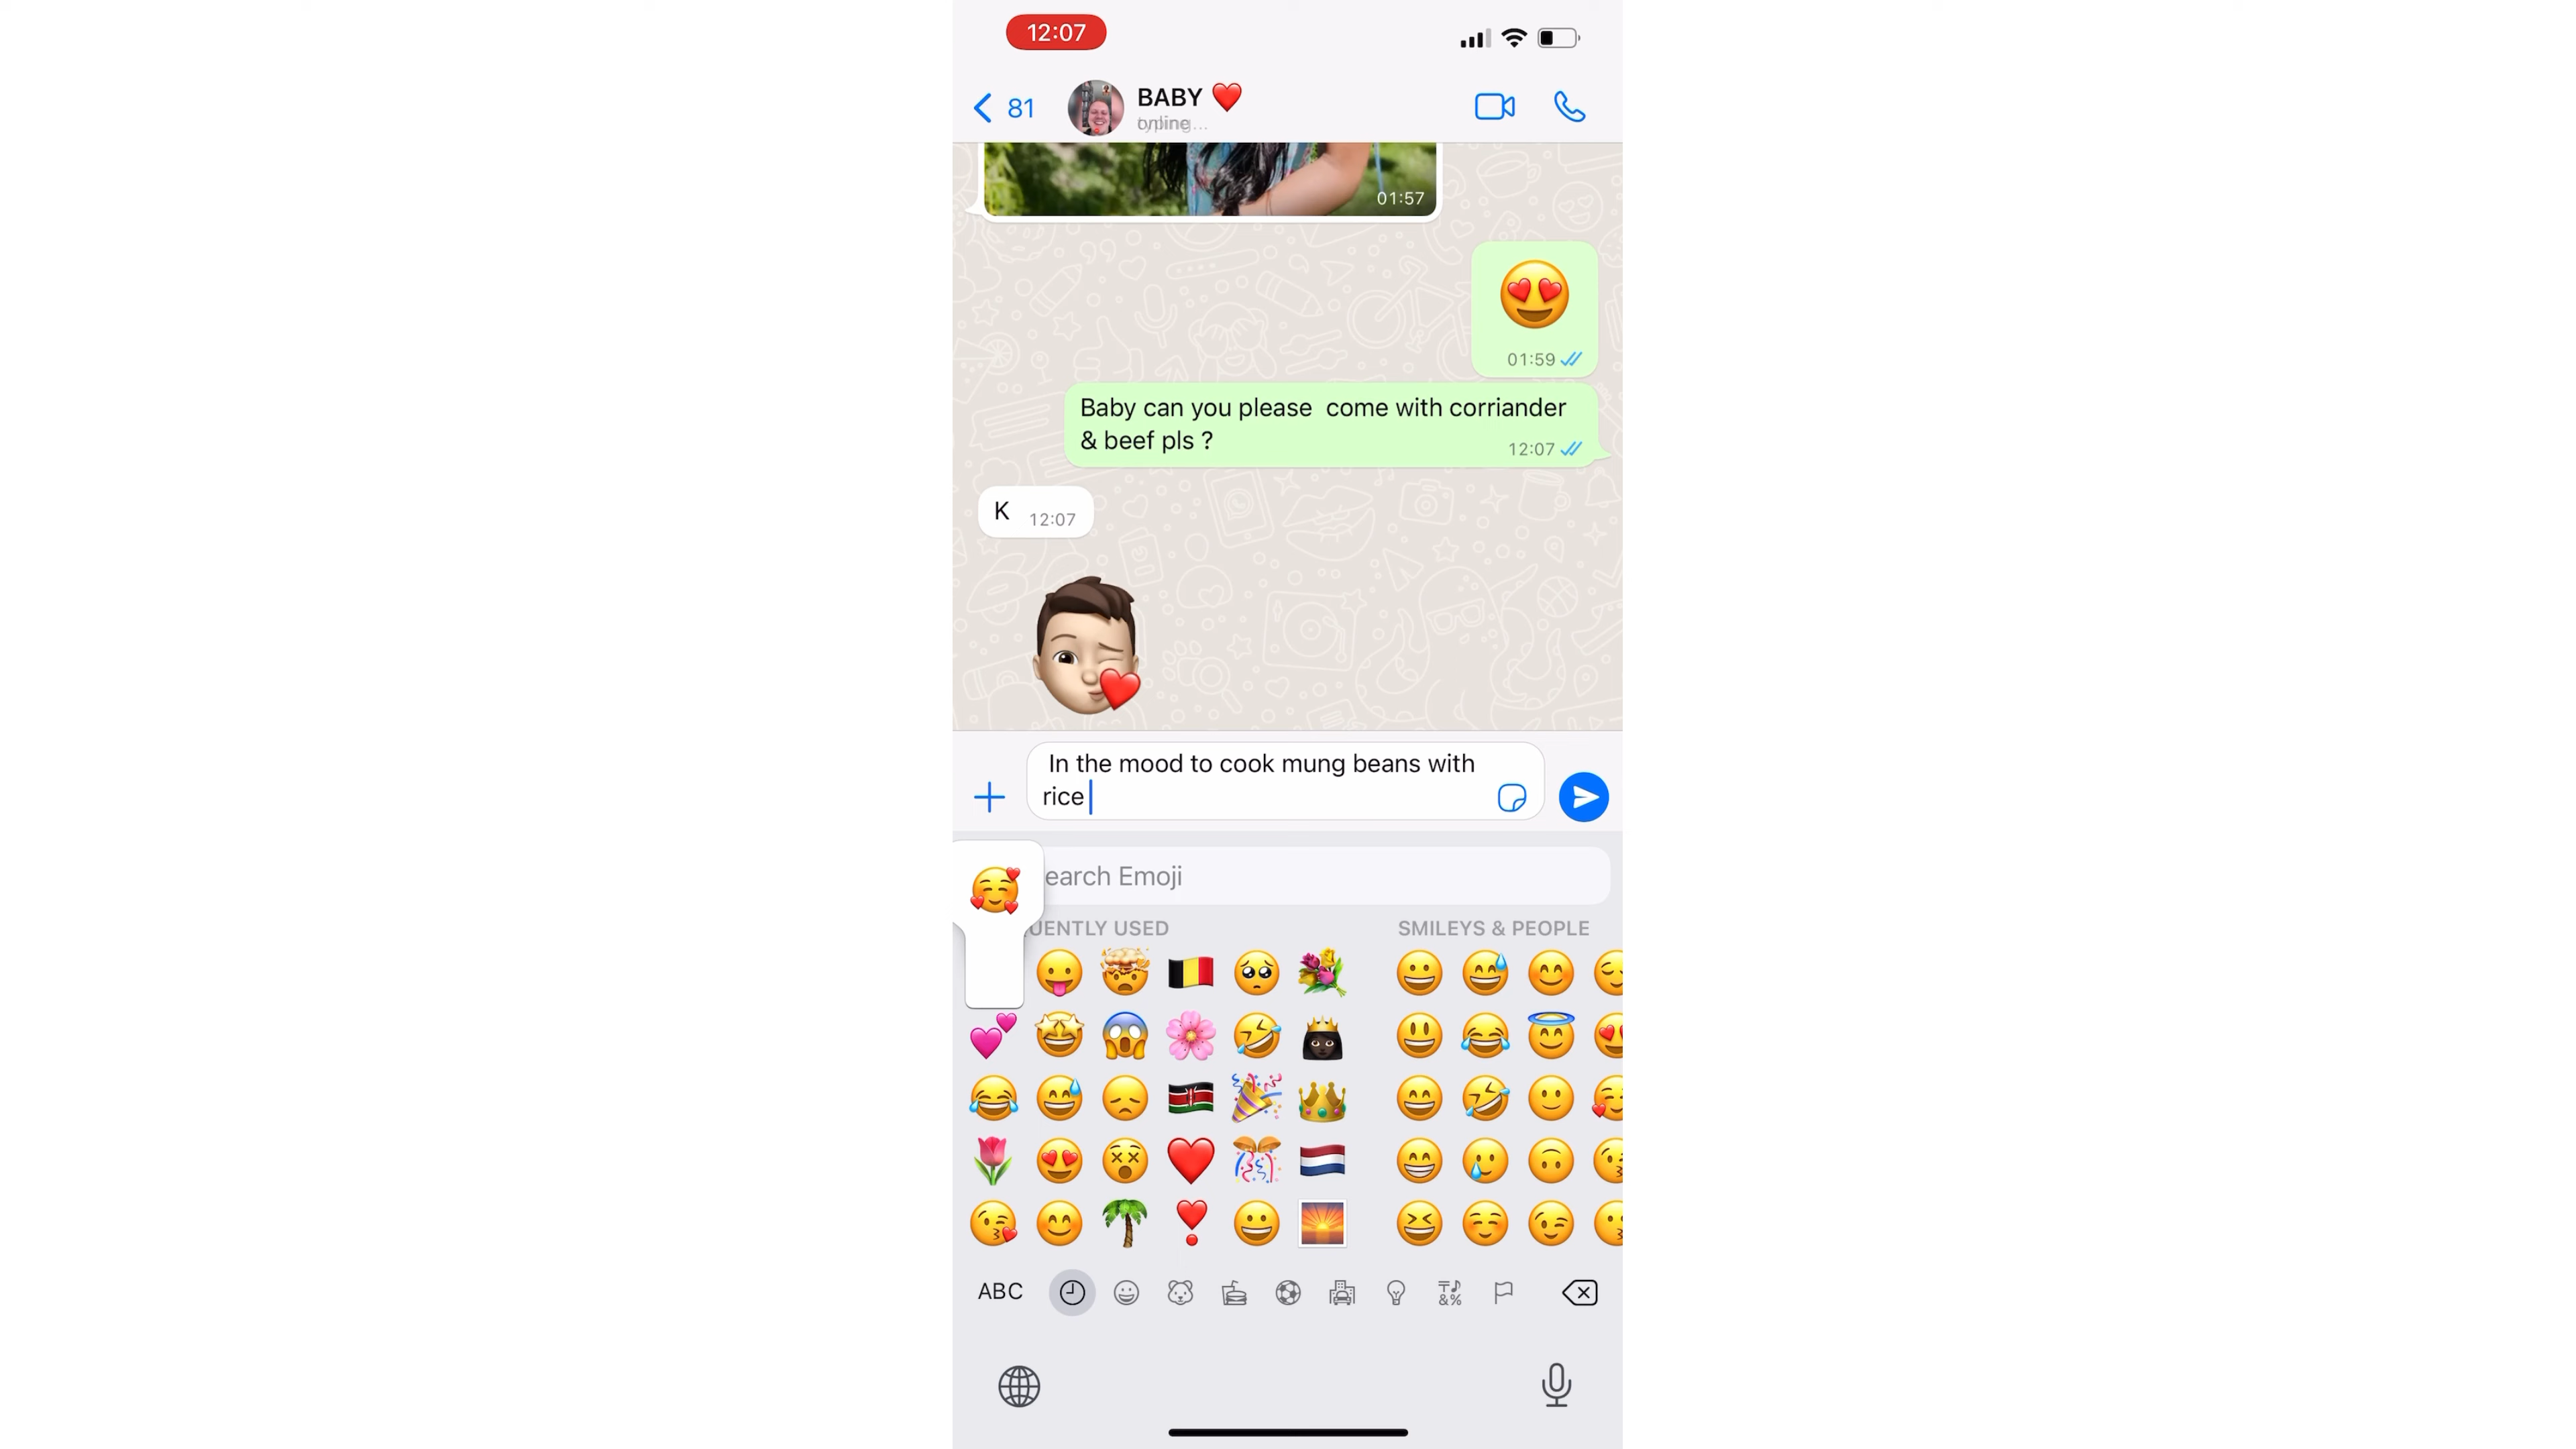 12:07
81
BABY ❤️
01:57
😍
01:59
Baby can you please  come with corriander
& beef pls ?
12:07
K 12:07
In the mood to cook mung beans with
rice
earch Emoji
UENTLY USED
SMILEYS & PEOPLE
ABC